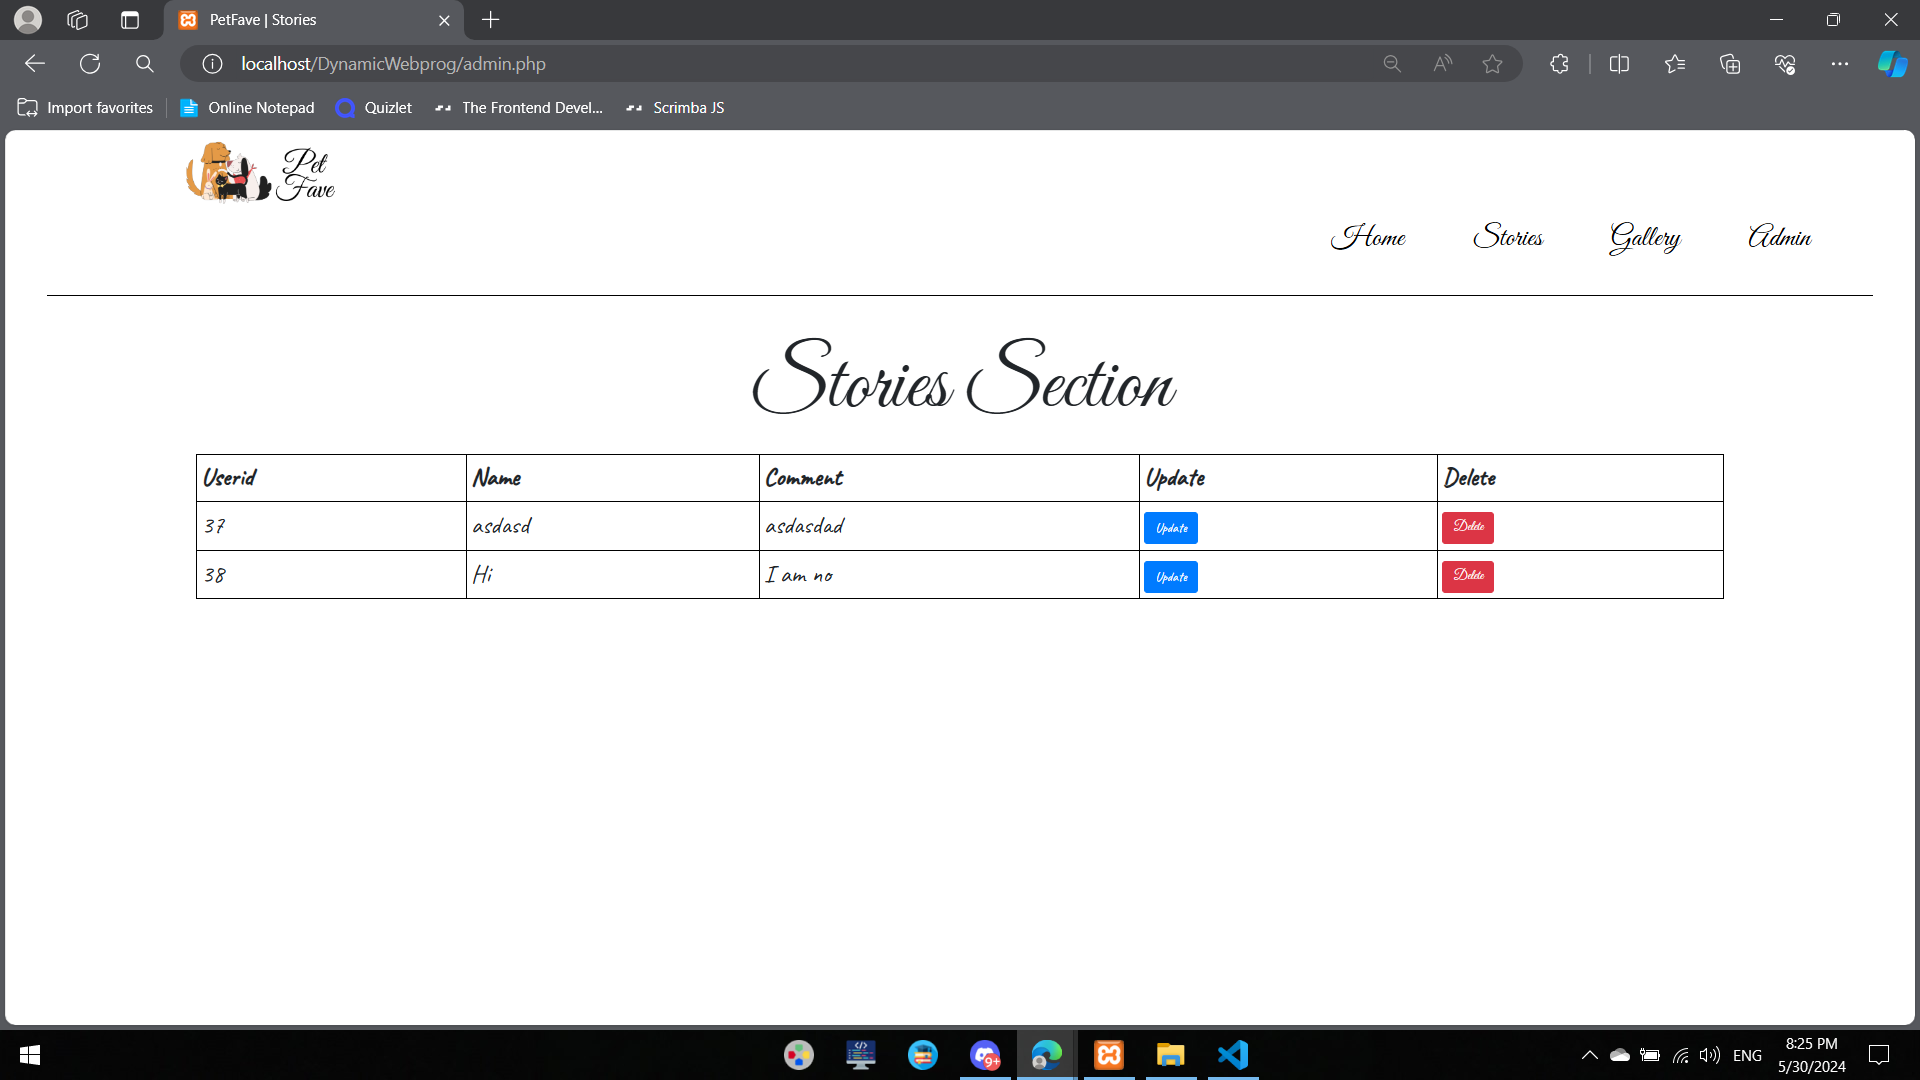 PetFave | Stories
localhost/DynamicWebprog/admin.php
Import favorites
Online Notepad
Quizlet
The Frontend Devel...
Scrimba JS
Pet
Fave
Home Stories Gallery Admin
Stories Section
Userid Name Comment Update Delete
37 asdasd asdasdad Update Delete
38 Hi I am no Update Delete
9+
ENG
8:25 PM
5/30/2024